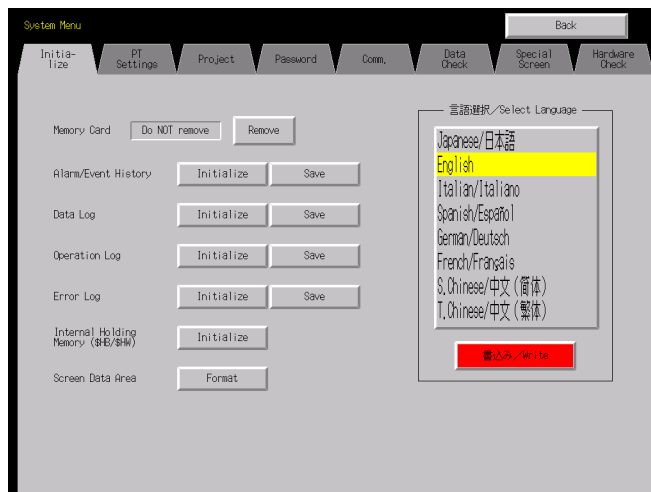 System Menu
Back
Initia-
lize
PT
Settings
Project
Password
Comm.
Data
Check
Special
Screen
Hardware
Check
Memory Card
Do NOT remove
Remove
Alarm/Event History
Initialize
Save
Data Log
Initialize
Save
Operation Log
Initialize
Save
Error Log
Initialize
Save
Internal Holding
Memory ($HB/$HW)
Initialize
Screen Data Area
Format
言語選択/Select Language
Japanese/日本語
English
Italian/Italiano
Spanish/Español
German/Deutsch
French/Français
S.Chinese/中文(简体)
T.Chinese/中文(繁体)
書込み/Write